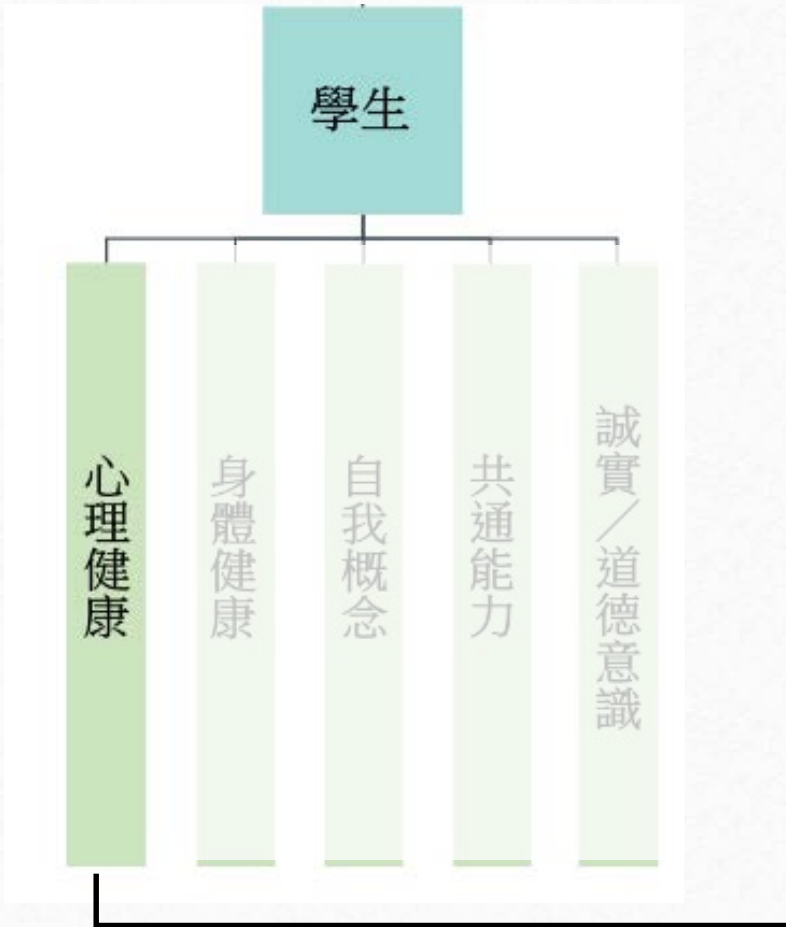 學生
心理健康
身體健康
自我概念
共通能力
誠實／道德意識